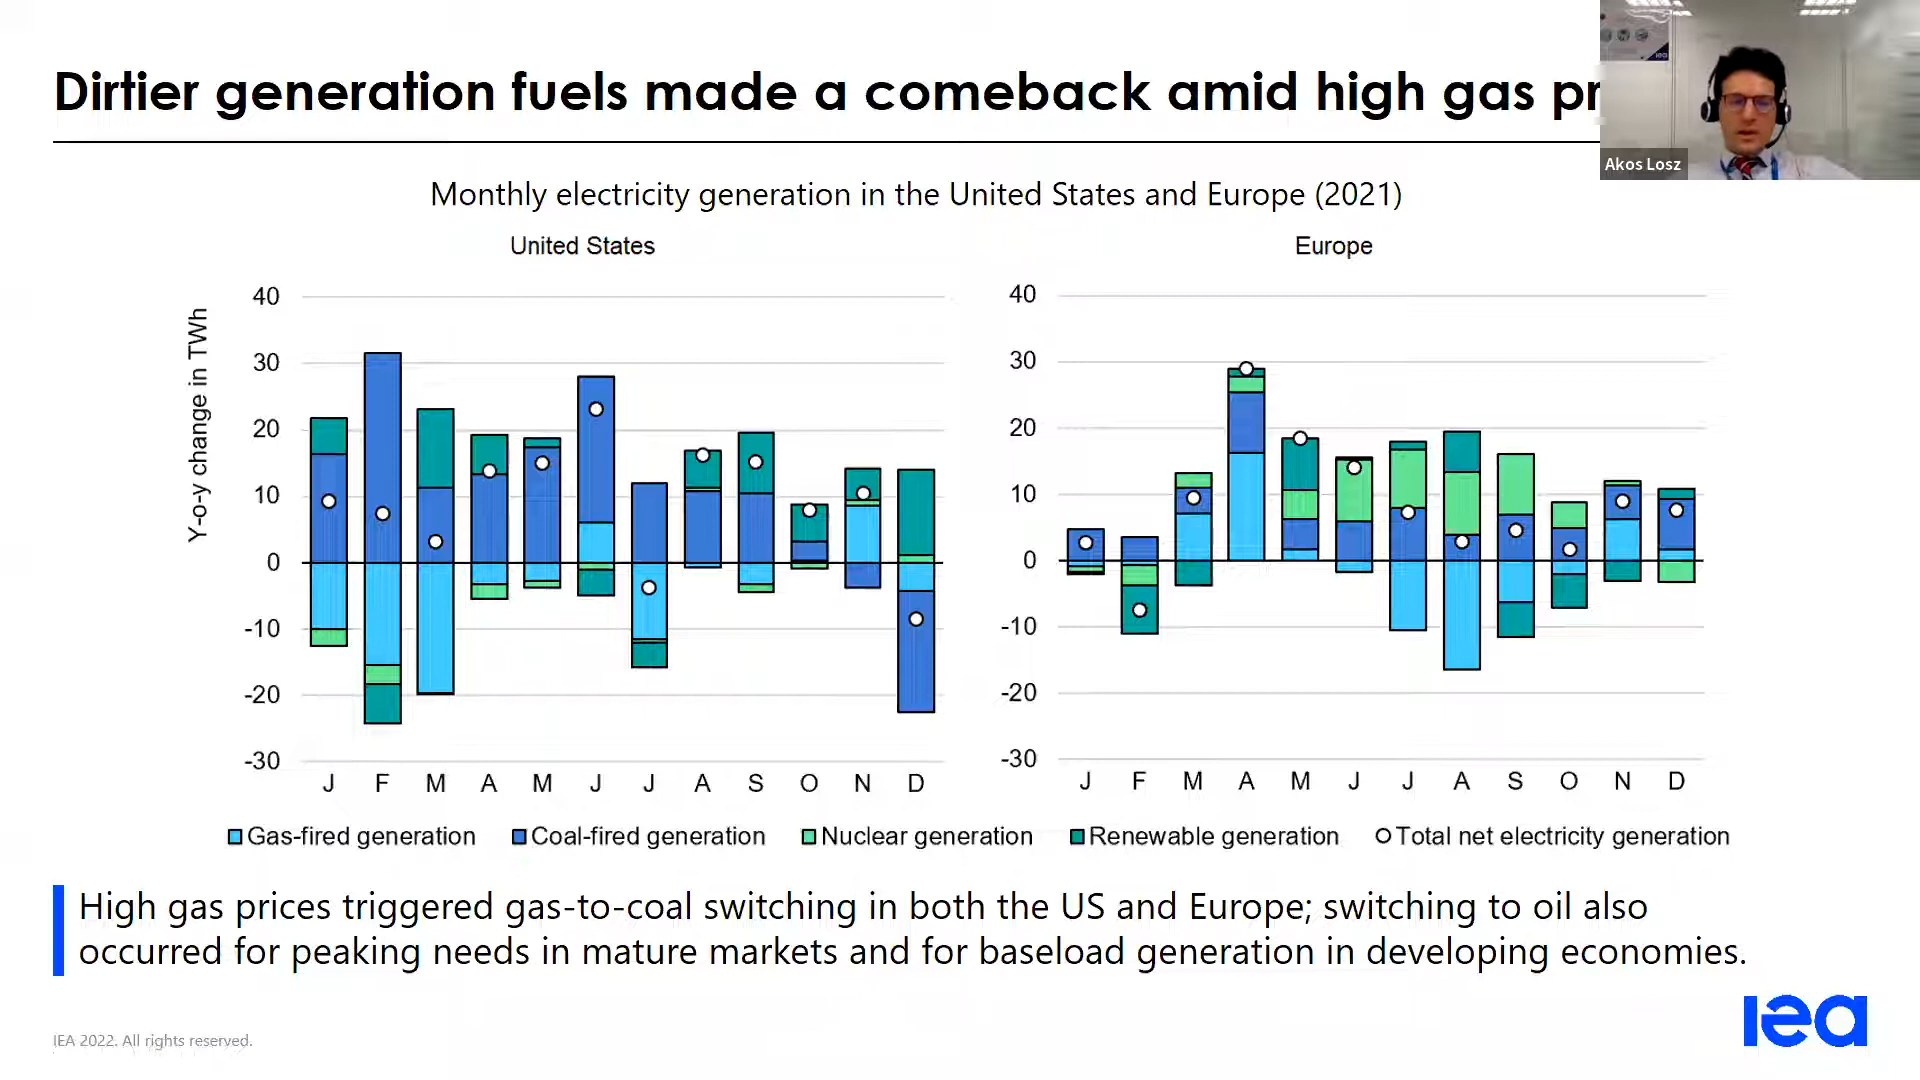 Dirtier generation fuels made a comeback amid high gas
Akos Losz
Monthly electricity generation in the United States and Europe (2021)
United States
Europe
Y-o-y change in TWh
40
30
20
10
0
-10
-20
-30
J F M A M J J A S O N D
40
30
20
10
0
-10
-20
-30
J F M A M J J A S O N D
Gas-fired generation Coal-fired generation Nuclear generation Renewable generation Total net electricity generation
High gas prices triggered gas-to-coal switching in both the US and Europe; switching to oil also
occurred for peaking needs in mature markets and for baseload generation in developing economies.
IEA 2022. All rights reserved.
iea